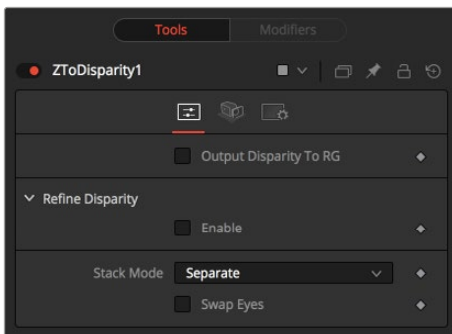 Tools Modifiers
ZToDisparity1
Output Disparity To RG
Refine Disparity
Enable
Stack Mode Separate
Swap Eyes